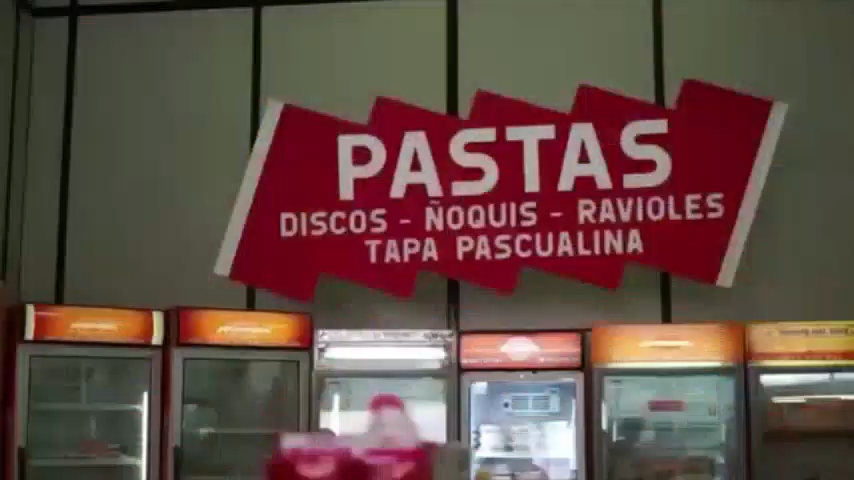 PASTAS
DISCOS - ÑOQUIS - RAVIOLES
TAPA PASCUALINA